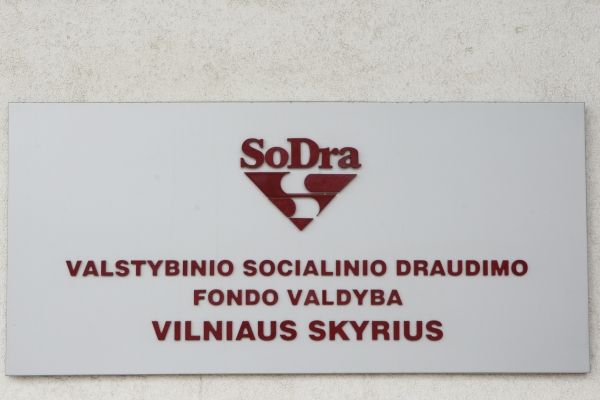 SoDra
VALSTYBINIO SOCIALINIO DRAUDIMO
FONDO VALDYBA
VILNIAUS SKYRIUS